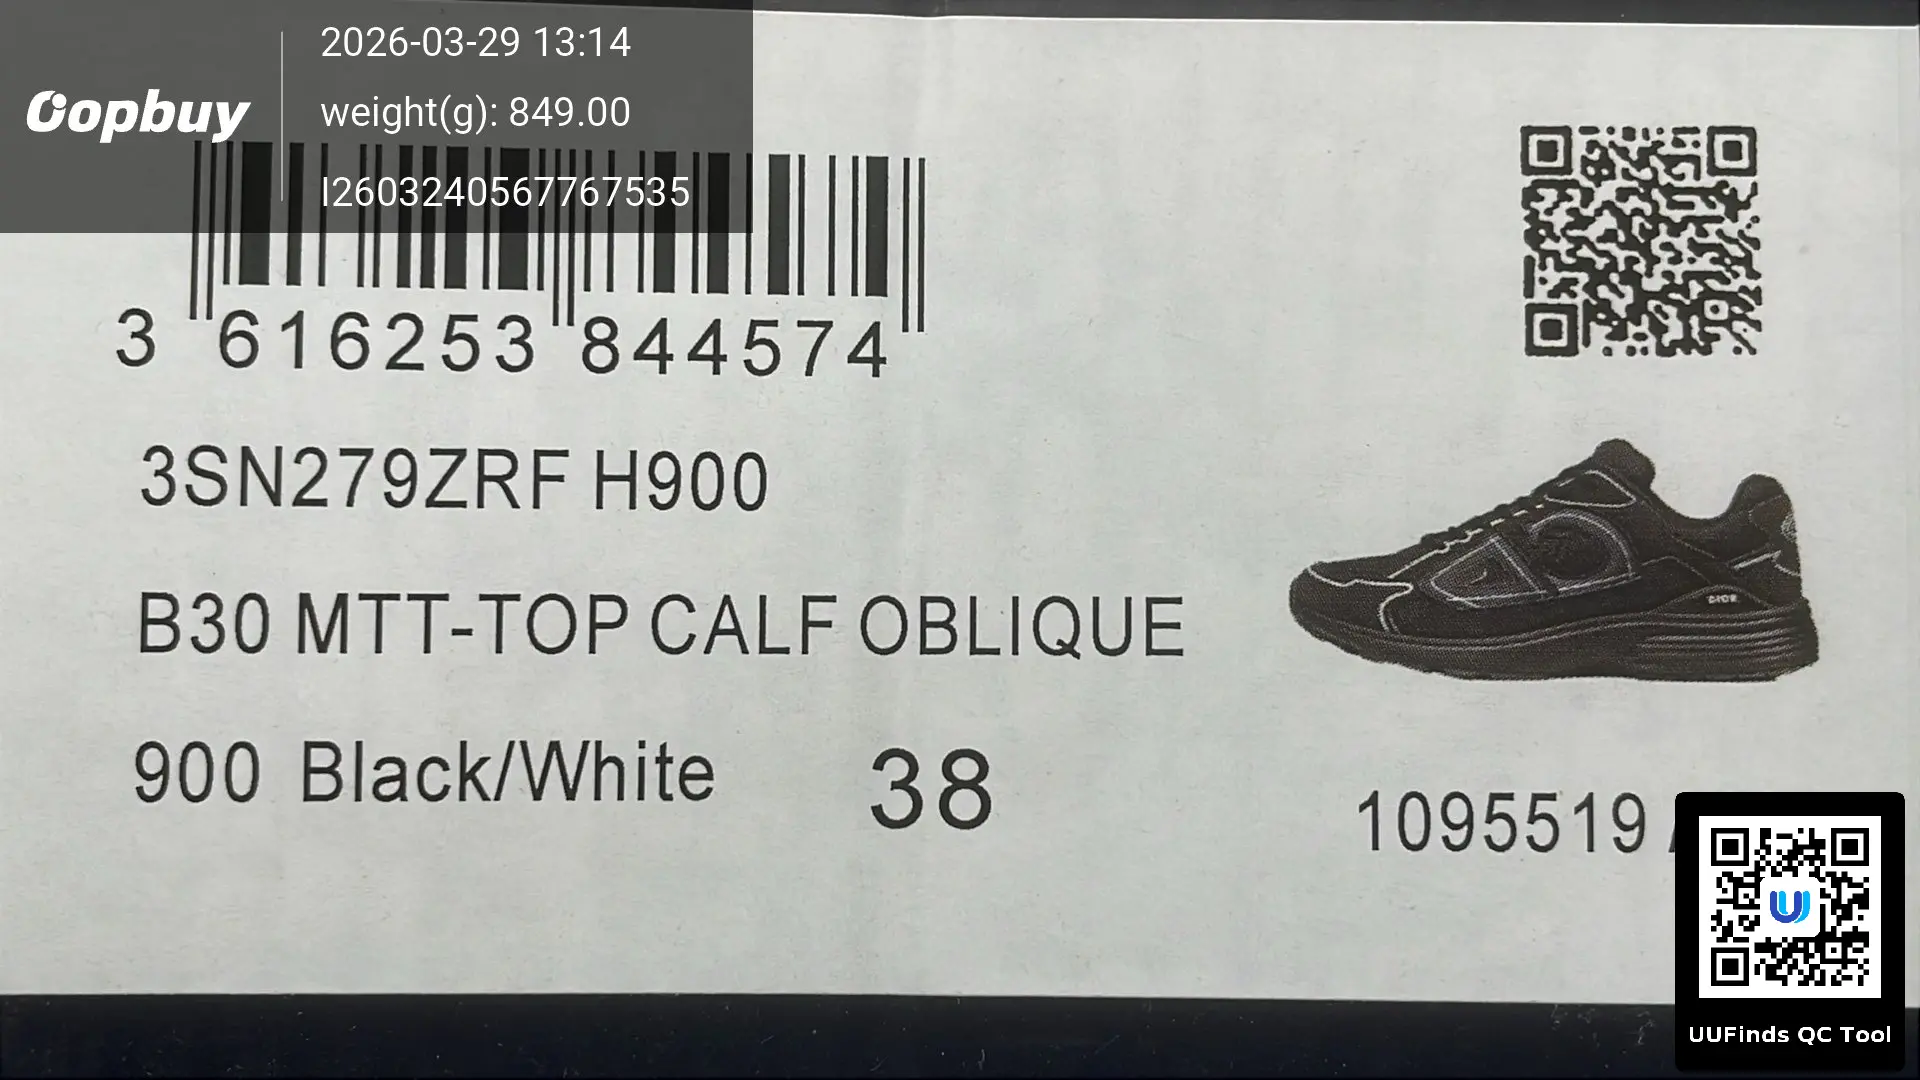 2026-03-29 13:14
Oopbuy
weight(g): 849.00
I2603240567767535
3 616253 844574
3SN279ZRF H900
B30 MTT-TOP CALF OBLIQUE
900 Black/White 38
DIOR
1095519
UUFinds QC Tool